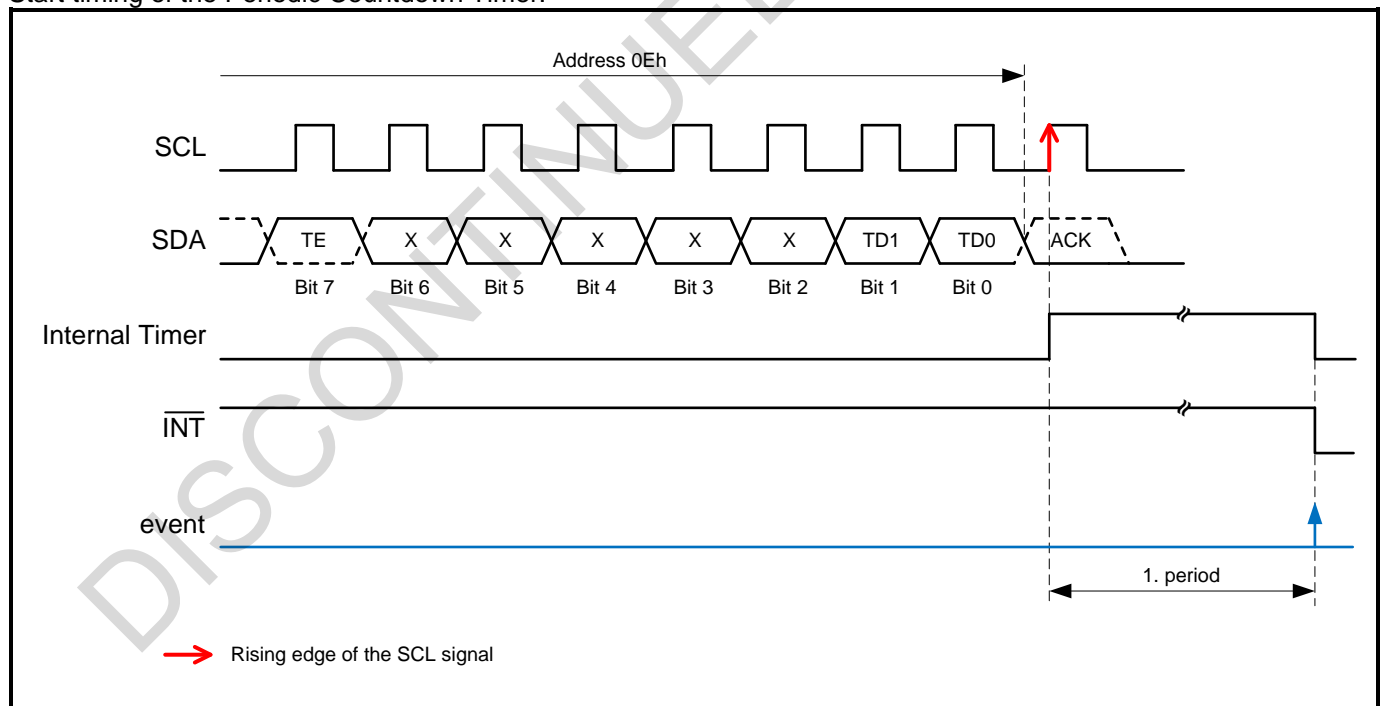 Start timing of the Periodic Countdown Timer:
Address 0Eh
SCL
SDA
TE X X X X X TD1 TD0 ACK
Bit 7 Bit 6 Bit 5 Bit 4 Bit 3 Bit 2 Bit 1 Bit 0
Internal Timer
INT
event
1. period
Rising edge of the SCL signal
DISCONTINUED